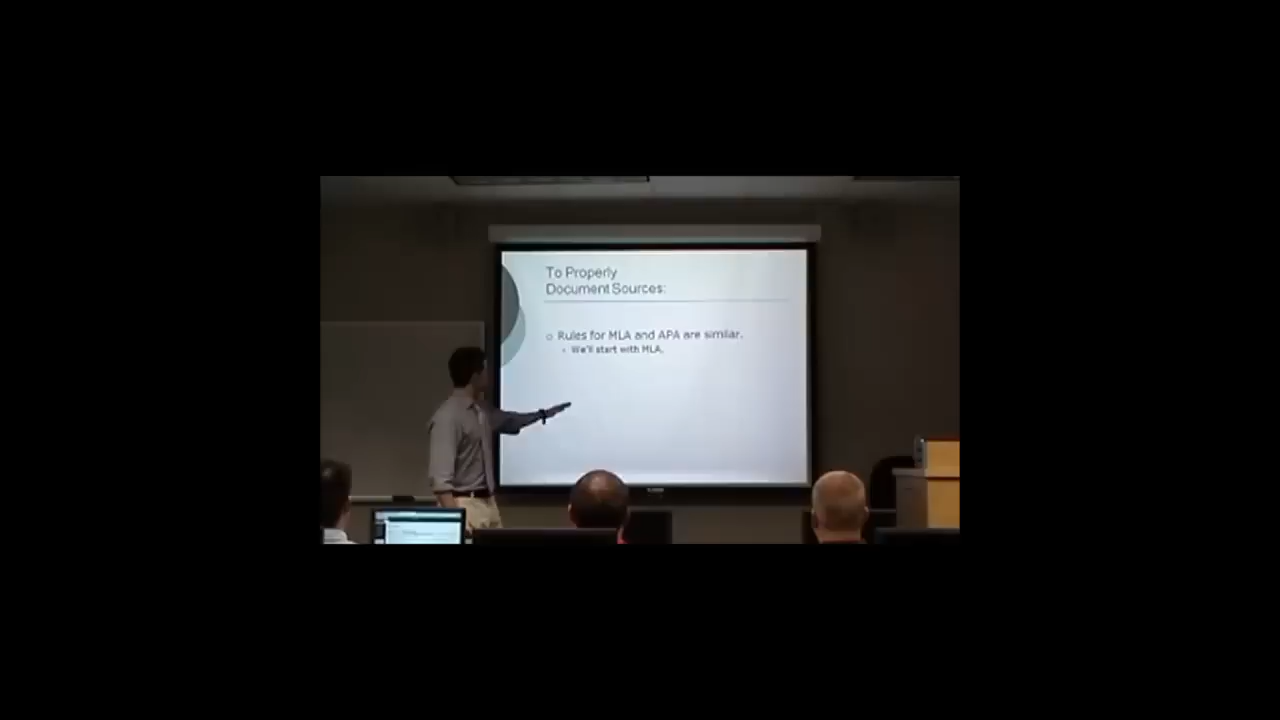 To Properly
Document Sources:
Rules for MLA and APA are similar.
We'll start with MLA.